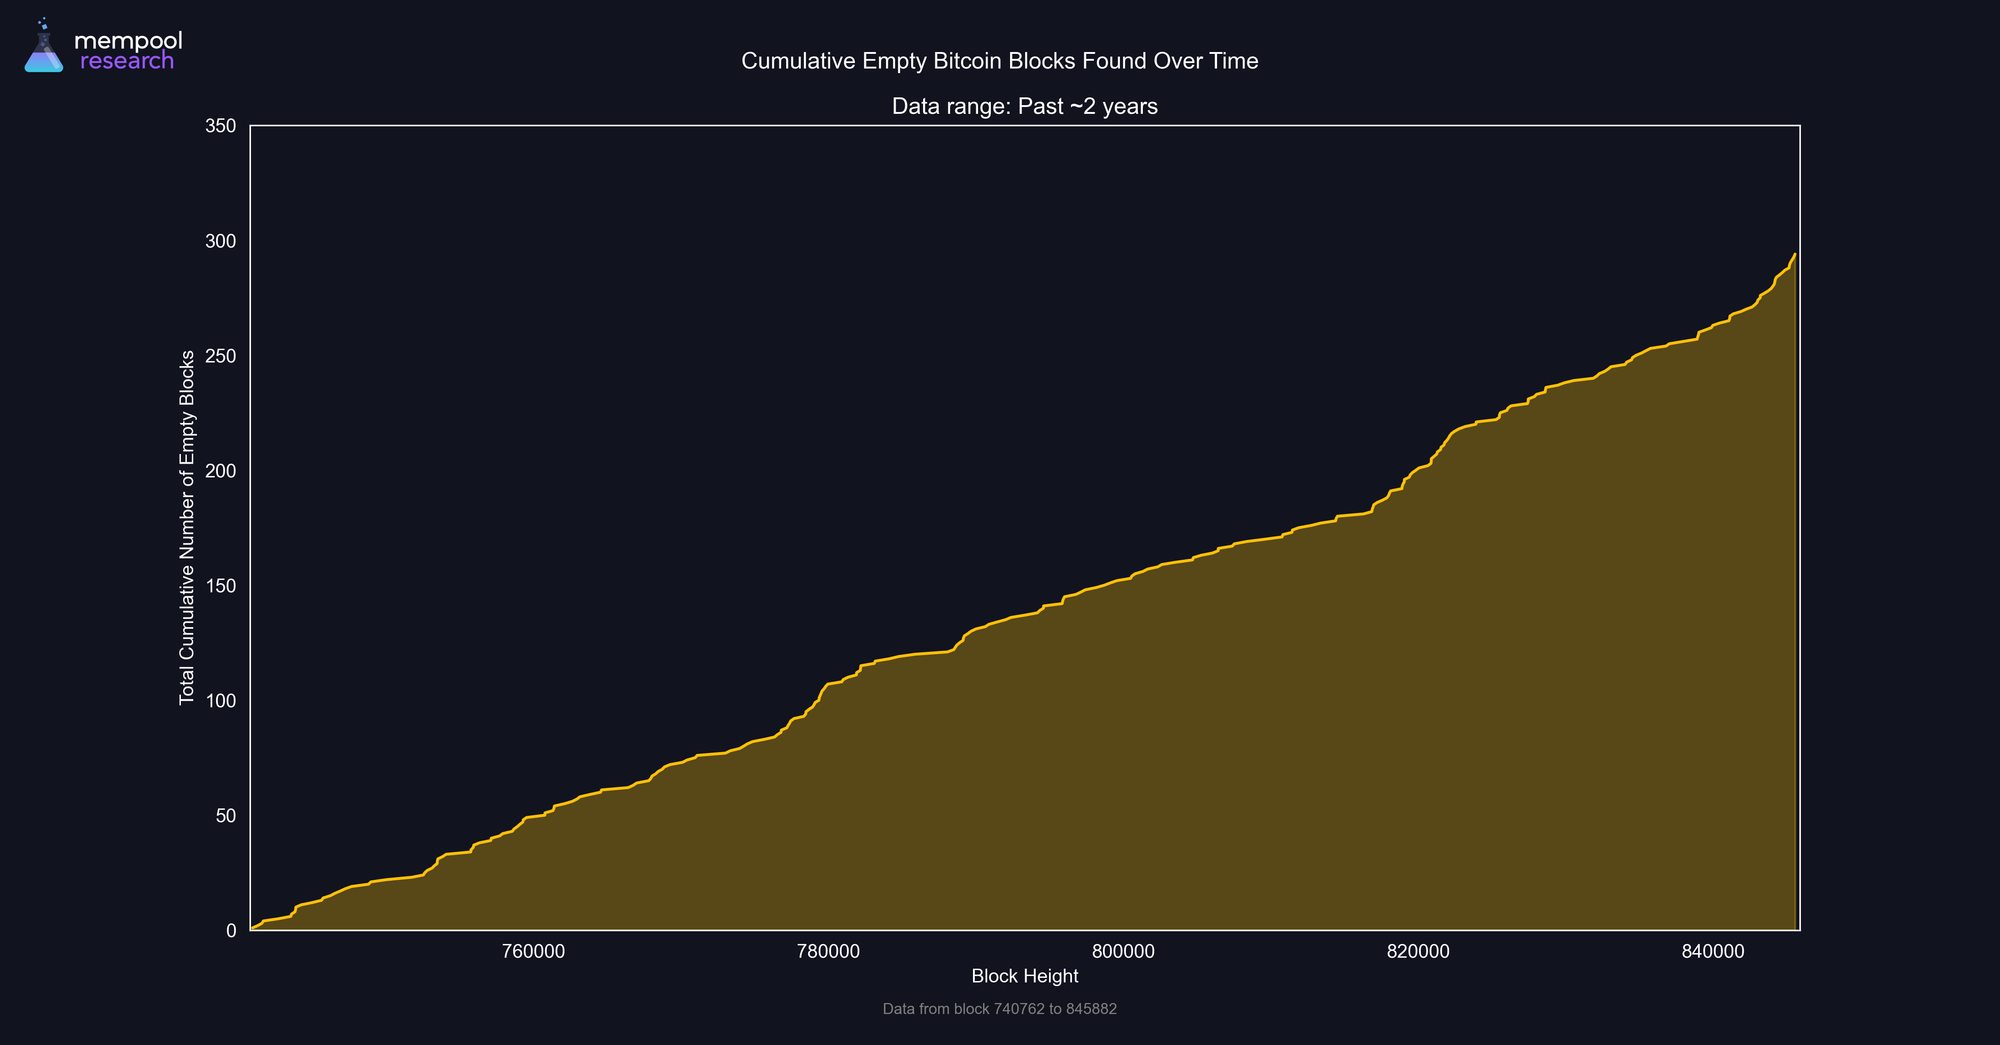 mempool
research
Cumulative Empty Bitcoin Blocks Found Over Time
Data range: Past ~2 years
350
300
250
200
150
100
50
0
Total Cumulative Number of Empty Blocks
760000
780000
800000
820000
840000
Block Height
Data from block 740762 to 845882